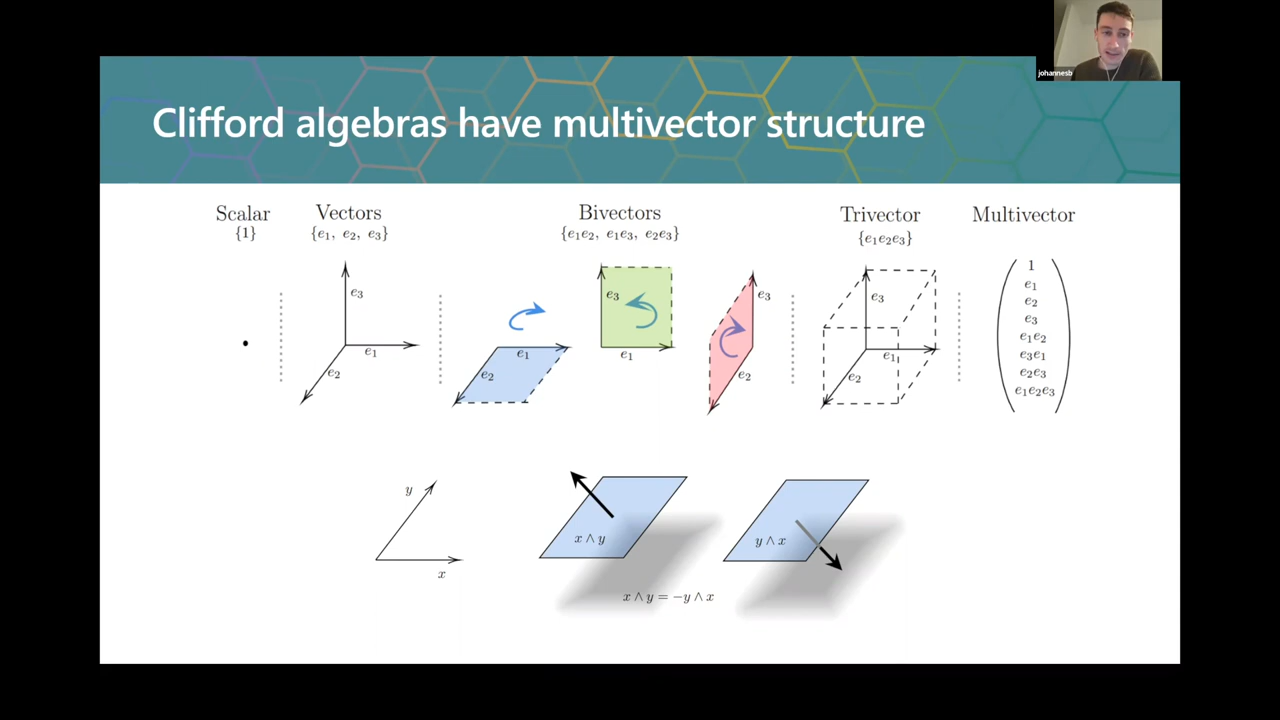 johannesb
Clifford algebras have multivector structure
Scalar
{1}
Vectors
{e₁, e₂, e₃}
Bivectors
{e₁e₂, e₁e₃, e₂e₃}
Trivector
{e₁e₂e₃}
Multivector
e₃
e₁
e₂
e₁
e₂
e₃
e₁
e₃
e₂
e₃
e₁
e₂
1
e₁
e₂
e₃
e₁e₂
e₃e₁
e₂e₃
e₁e₂e₃
y
x
x ∧ y
y ∧ x
x ∧ y = −y ∧ x